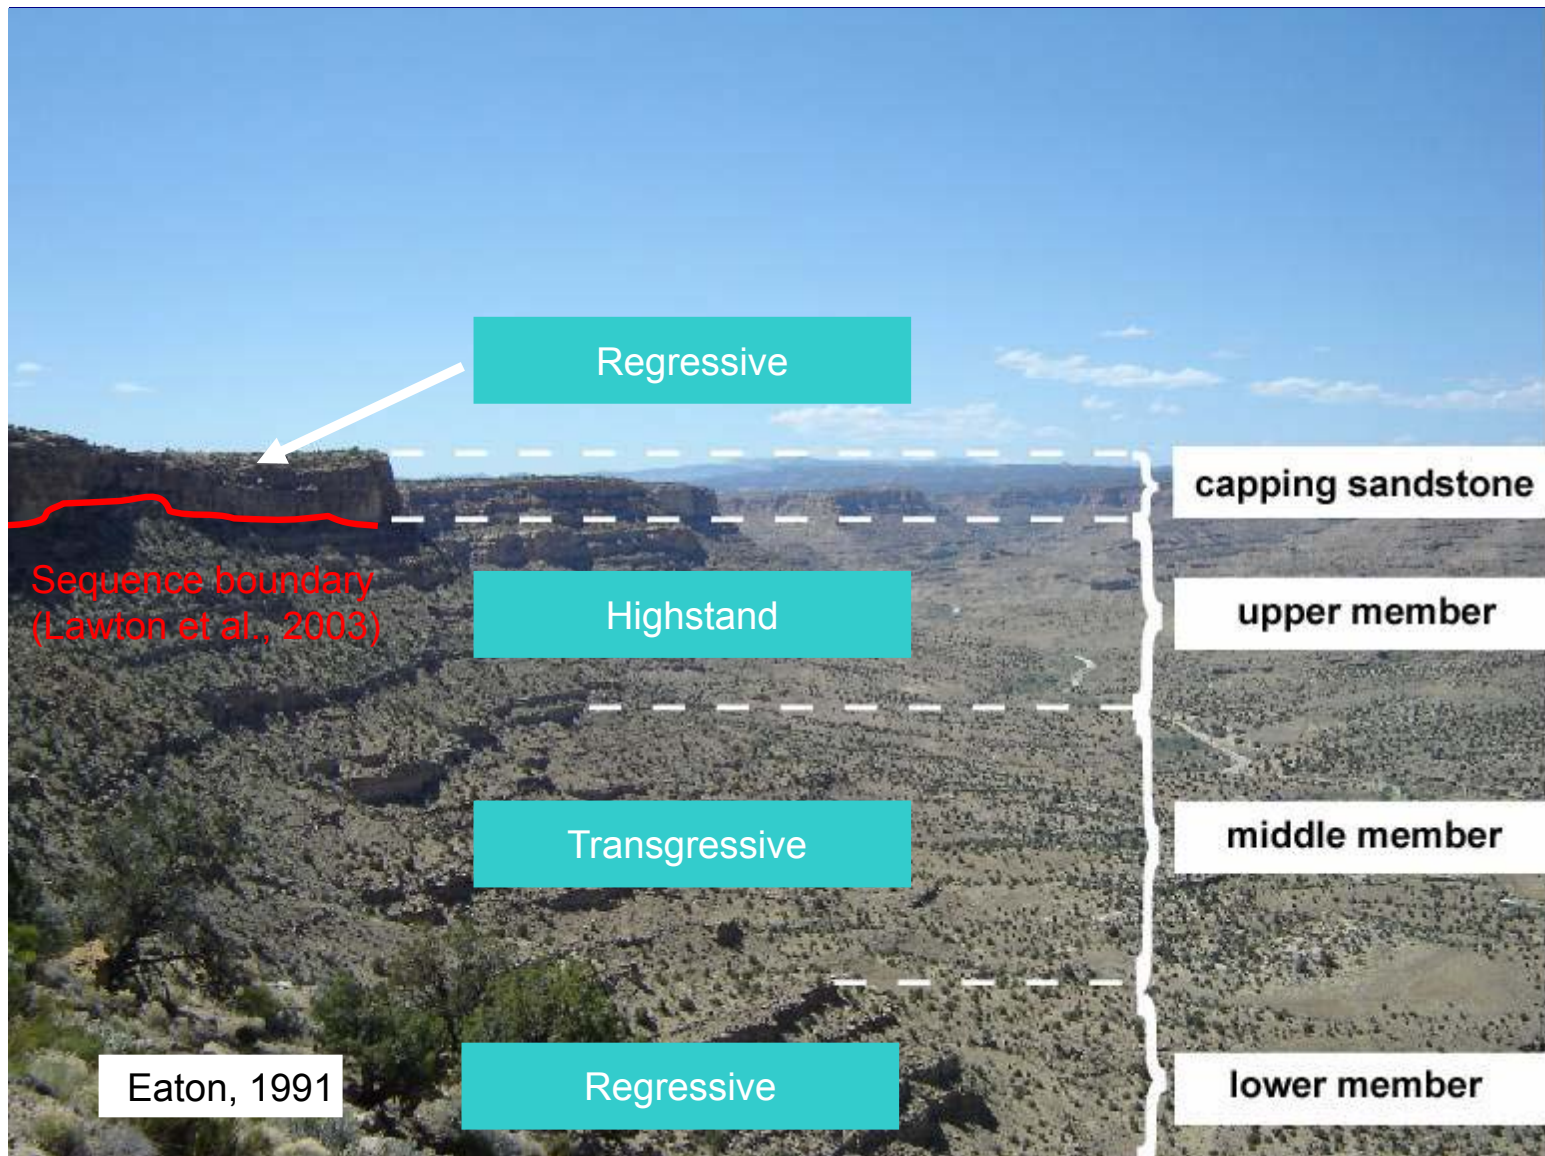 Regressive
capping sandstone
Sequence boundary
(Lawton et al., 2003)
Highstand
upper member
Transgressive
middle member
Eaton, 1991
Regressive
lower member